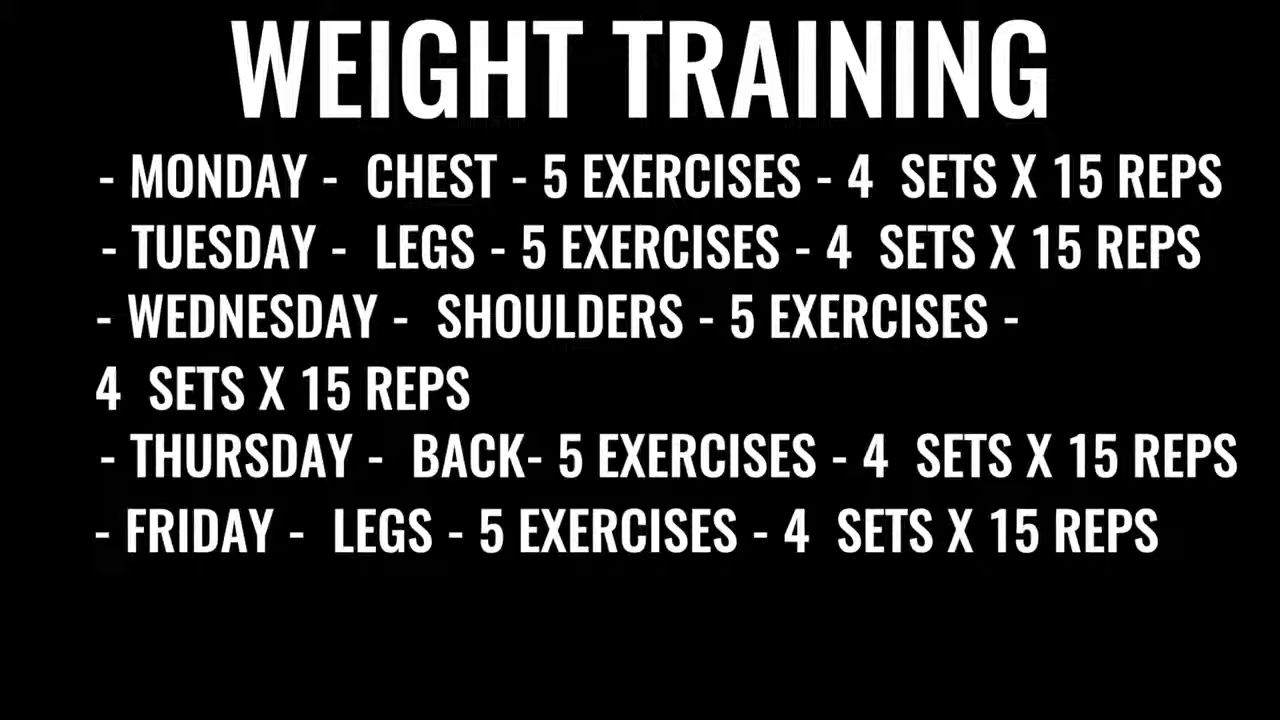 WEIGHT TRAINING
- MONDAY -  CHEST - 5 EXERCISES - 4  SETS X 15 REPS
- TUESDAY -  LEGS - 5 EXERCISES - 4  SETS X 15 REPS
- WEDNESDAY -  SHOULDERS - 5 EXERCISES -
4  SETS X 15 REPS
- THURSDAY -  BACK- 5 EXERCISES - 4  SETS X 15 REPS
- FRIDAY -  LEGS - 5 EXERCISES - 4  SETS X 15 REPS